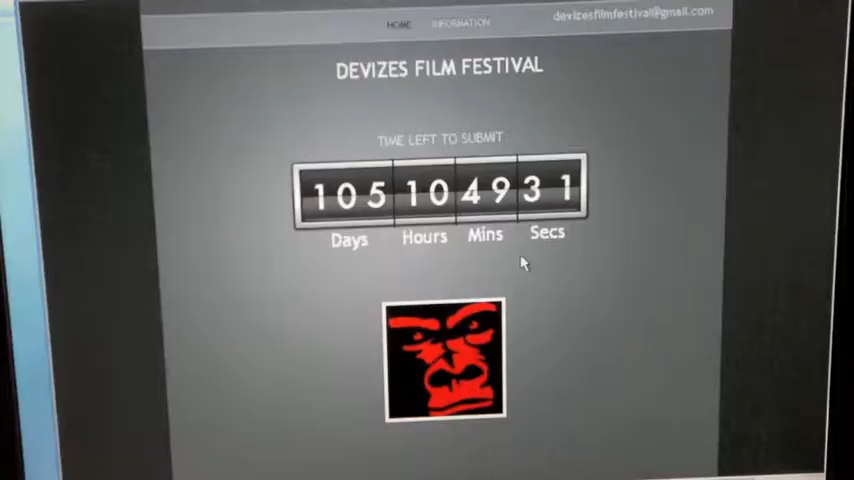 HOME INFORMATION devizesfilmfestival@gmail.com
DEVIZES FILM FESTIVAL
TIME LEFT TO SUBMIT
105 10 49 31
Days Hours Mins Secs